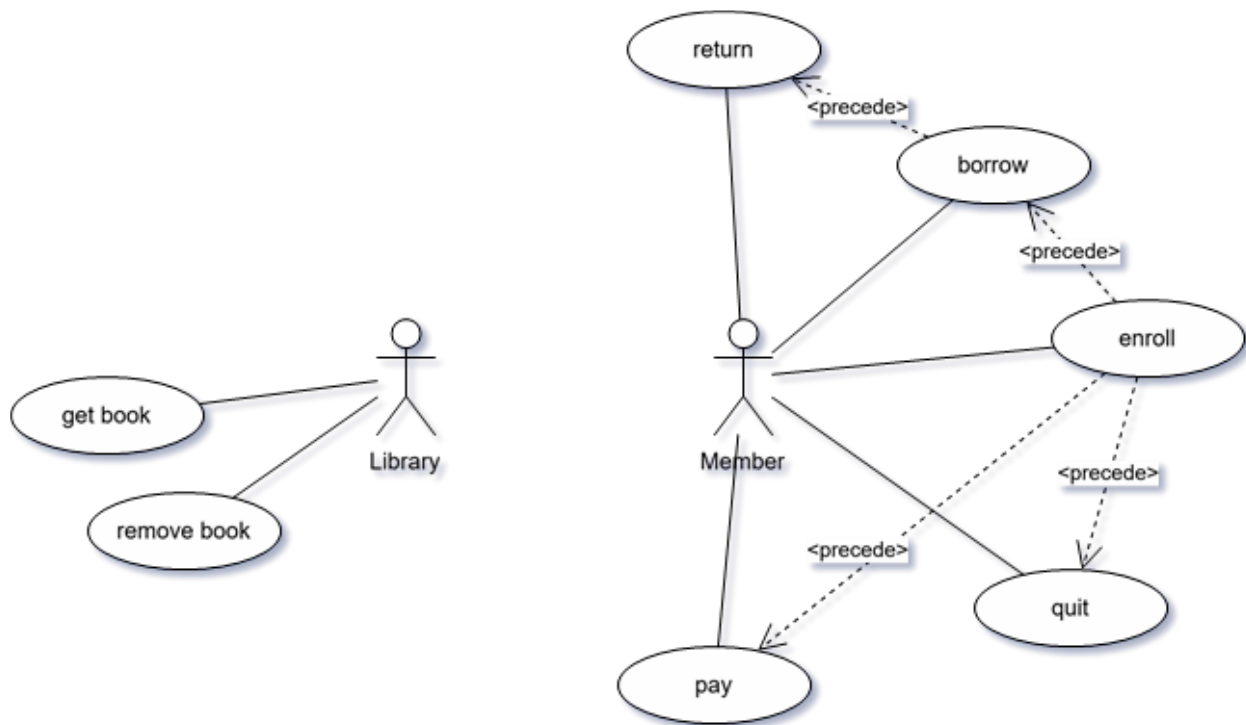 return
<precede>
borrow
<precede>
enroll
get book
Library
Member
<precede>
remove book
<precede>
quit
pay